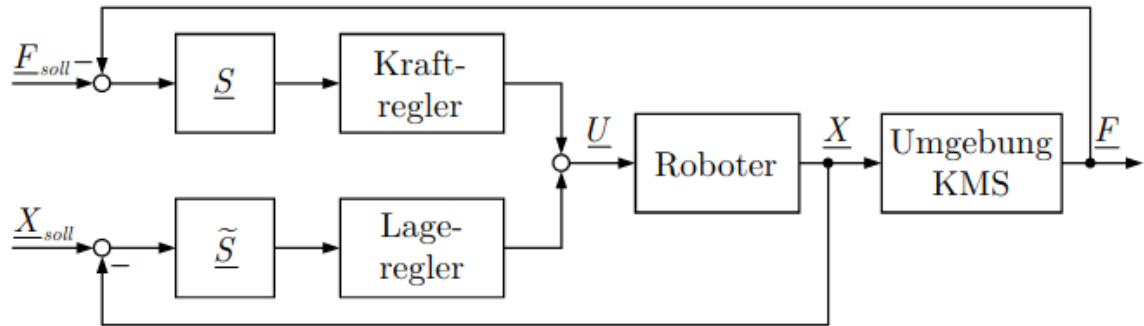 F_soll −
S
Kraft-
regler
U
Roboter
X
Umgebung
KMS
F
X_soll
−
S̃
Lage-
regler